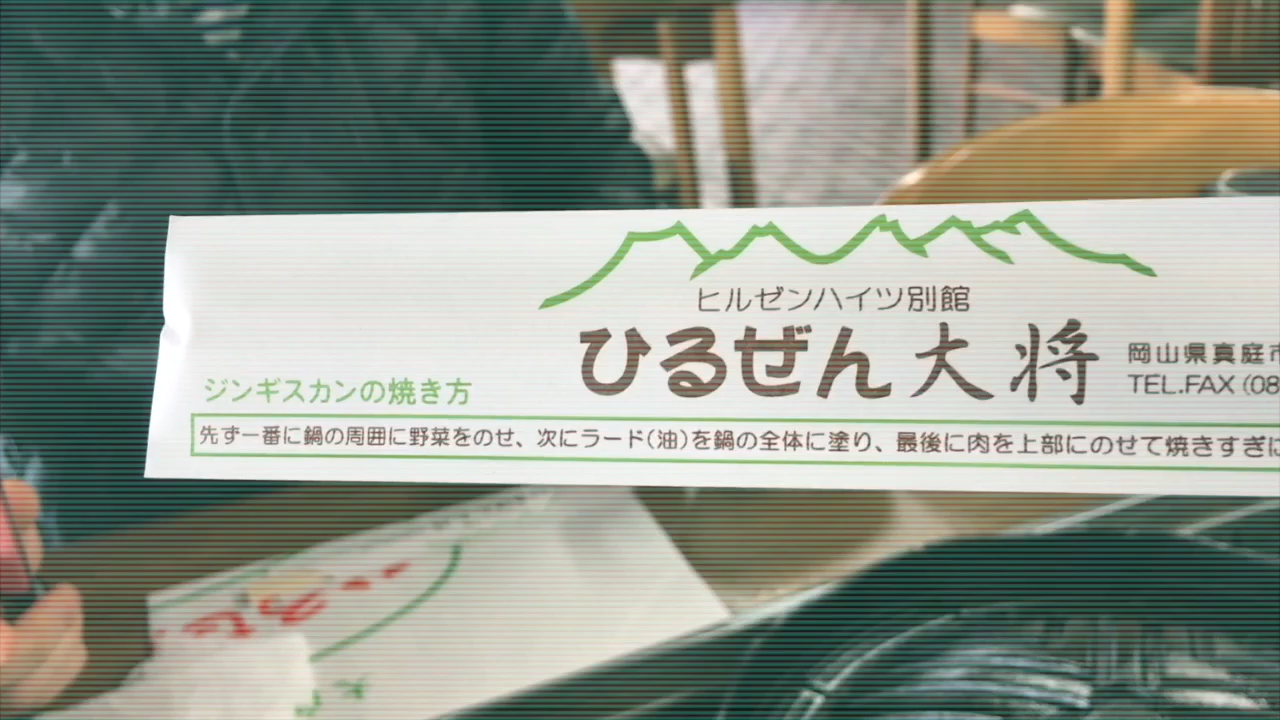 ヒルゼンハイツ別館
ひるぜん大将
岡山県真庭市
TEL.FAX (08
ジンギスカンの焼き方
先ず一番に鍋の周囲に野菜をのせ、次にラード(油)を鍋の全体に塗り、最後に肉を上部にのせて焼きすぎに